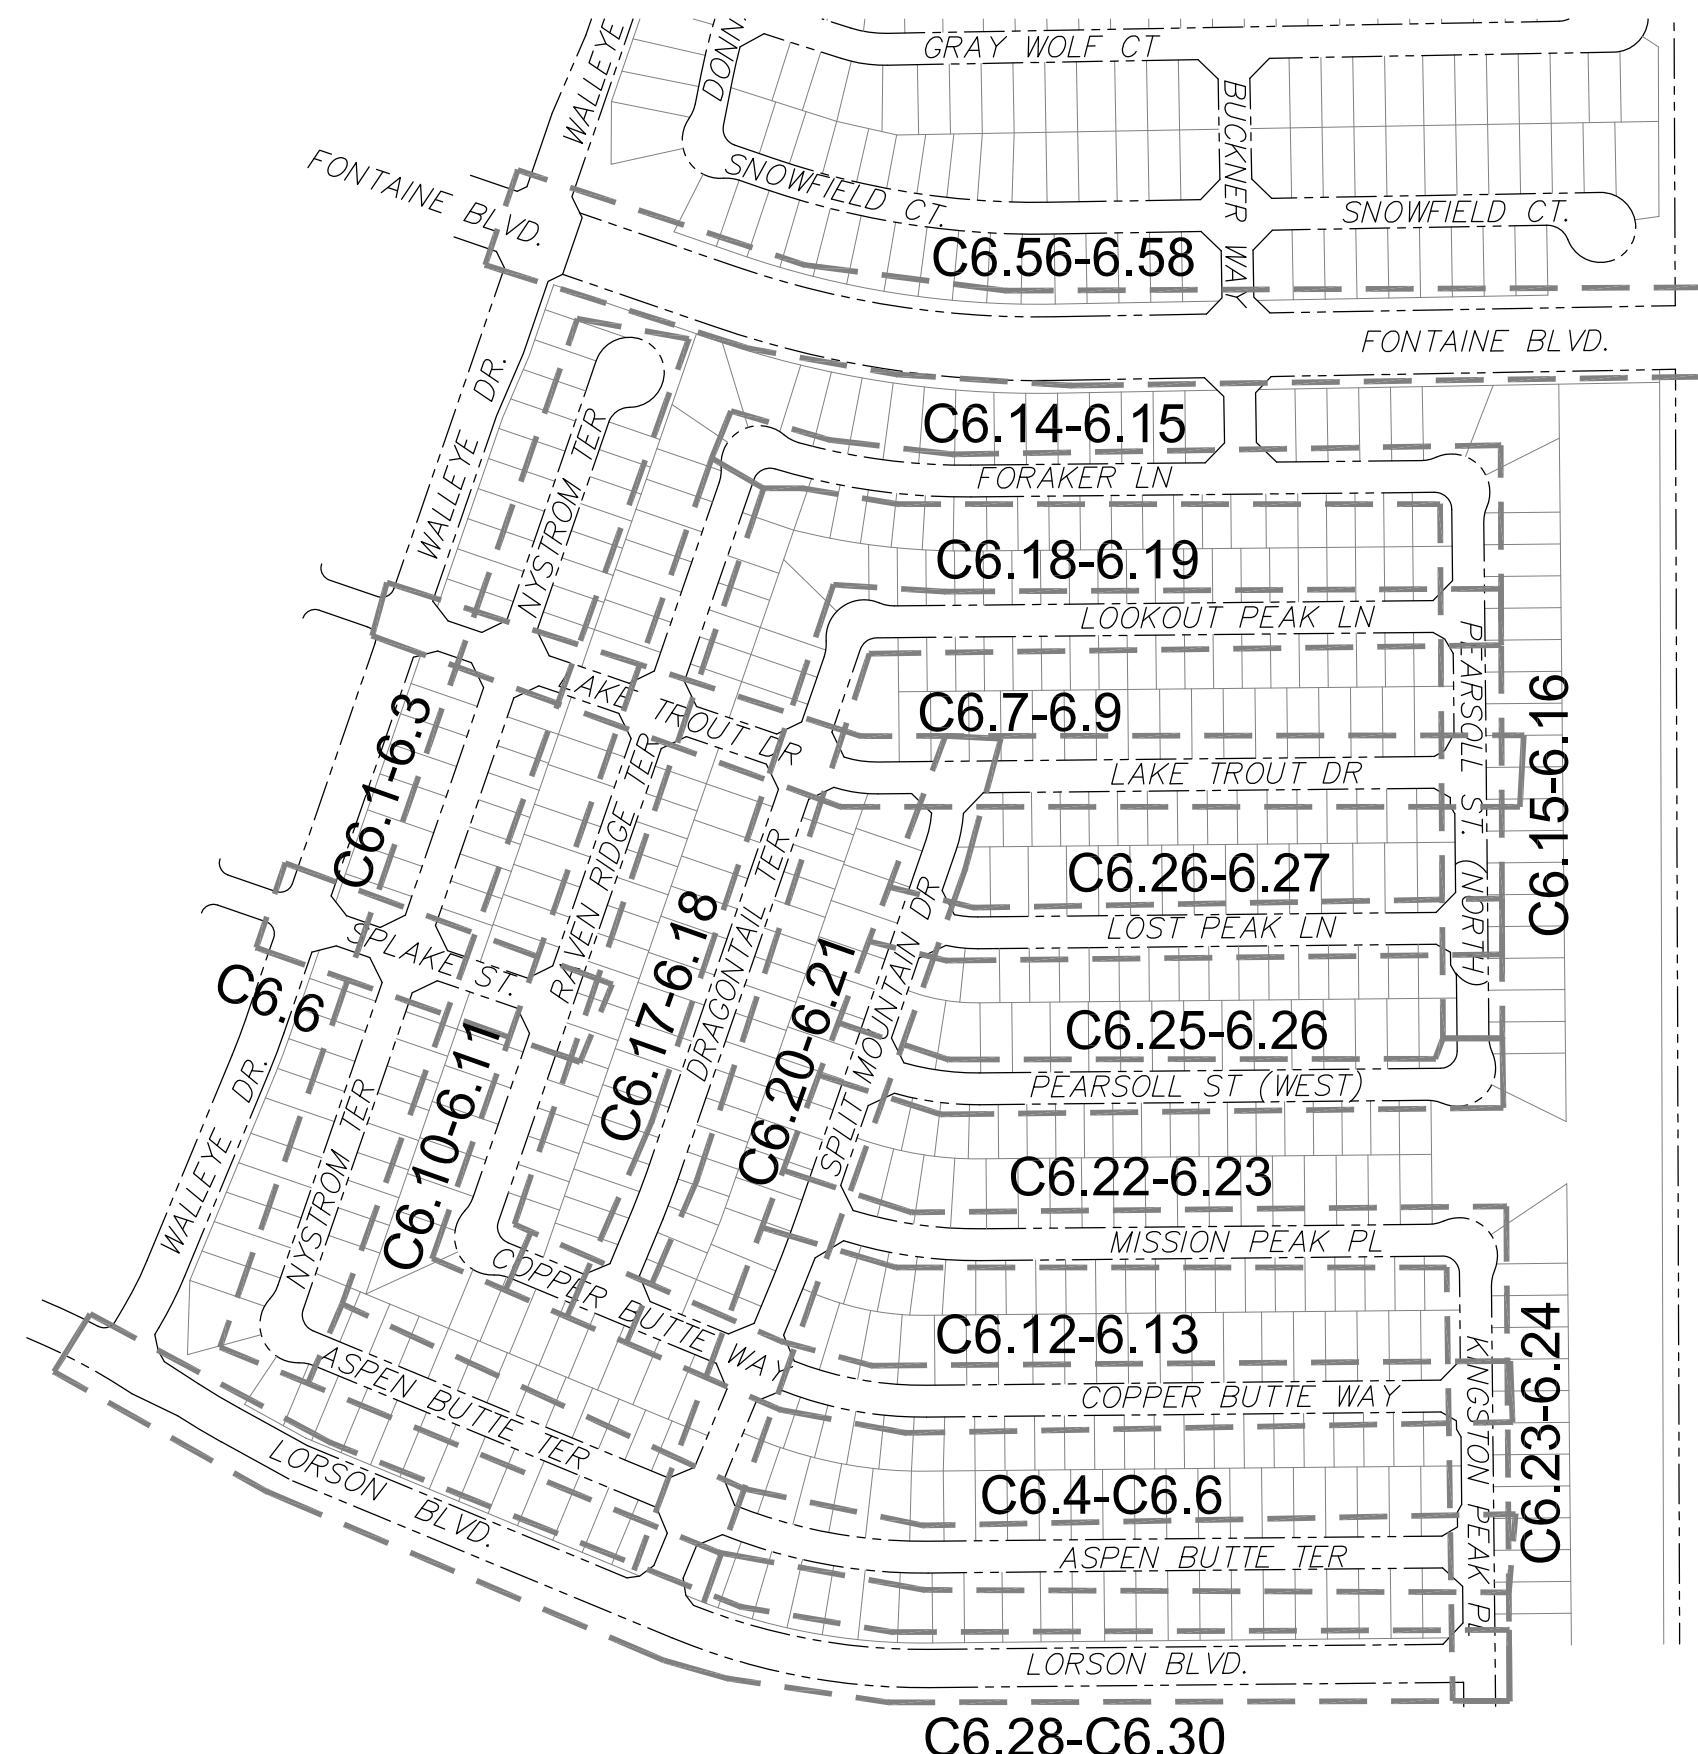 WALLEYE
DONN
GRAY WOLF CT
BUCKNER WAY
FONTAINE BLVD.
SNOWFIELD CT.
SNOWFIELD CT.
C6.56-6.58
FONTAINE BLVD.
WALLEYE DR.
NYSTROM TER
C6.14-6.15
FORAKER LN
C6.18-6.19
LOOKOUT PEAK LN
PEARSOLL ST. (NORTH)
C6.15-6.16
C6.1-6.3
LAKE TROUT DR
C6.7-6.9
LAKE TROUT DR
RAVEN RIDGE TER
C6.17-6.18
DRAGONTAIL TER
C6.20-6.21
SPLIT MOUNTAIN DR
C6.26-6.27
LOST PEAK LN
SPLAKE ST.
C6.6
C6.25-6.26
PEARSOLL ST (WEST)
WALLEYE DR.
NYSTROM TER
C6.10-6.11
C6.22-6.23
MISSION PEAK PL
COPPER BUTTE WAY
C6.12-6.13
COPPER BUTTE WAY
KINGSTON PEAK PL
C6.23-6.24
ASPEN BUTTE TER
C6.4-C6.6
ASPEN BUTTE TER
LORSON BLVD.
LORSON BLVD.
C6.28-C6.30